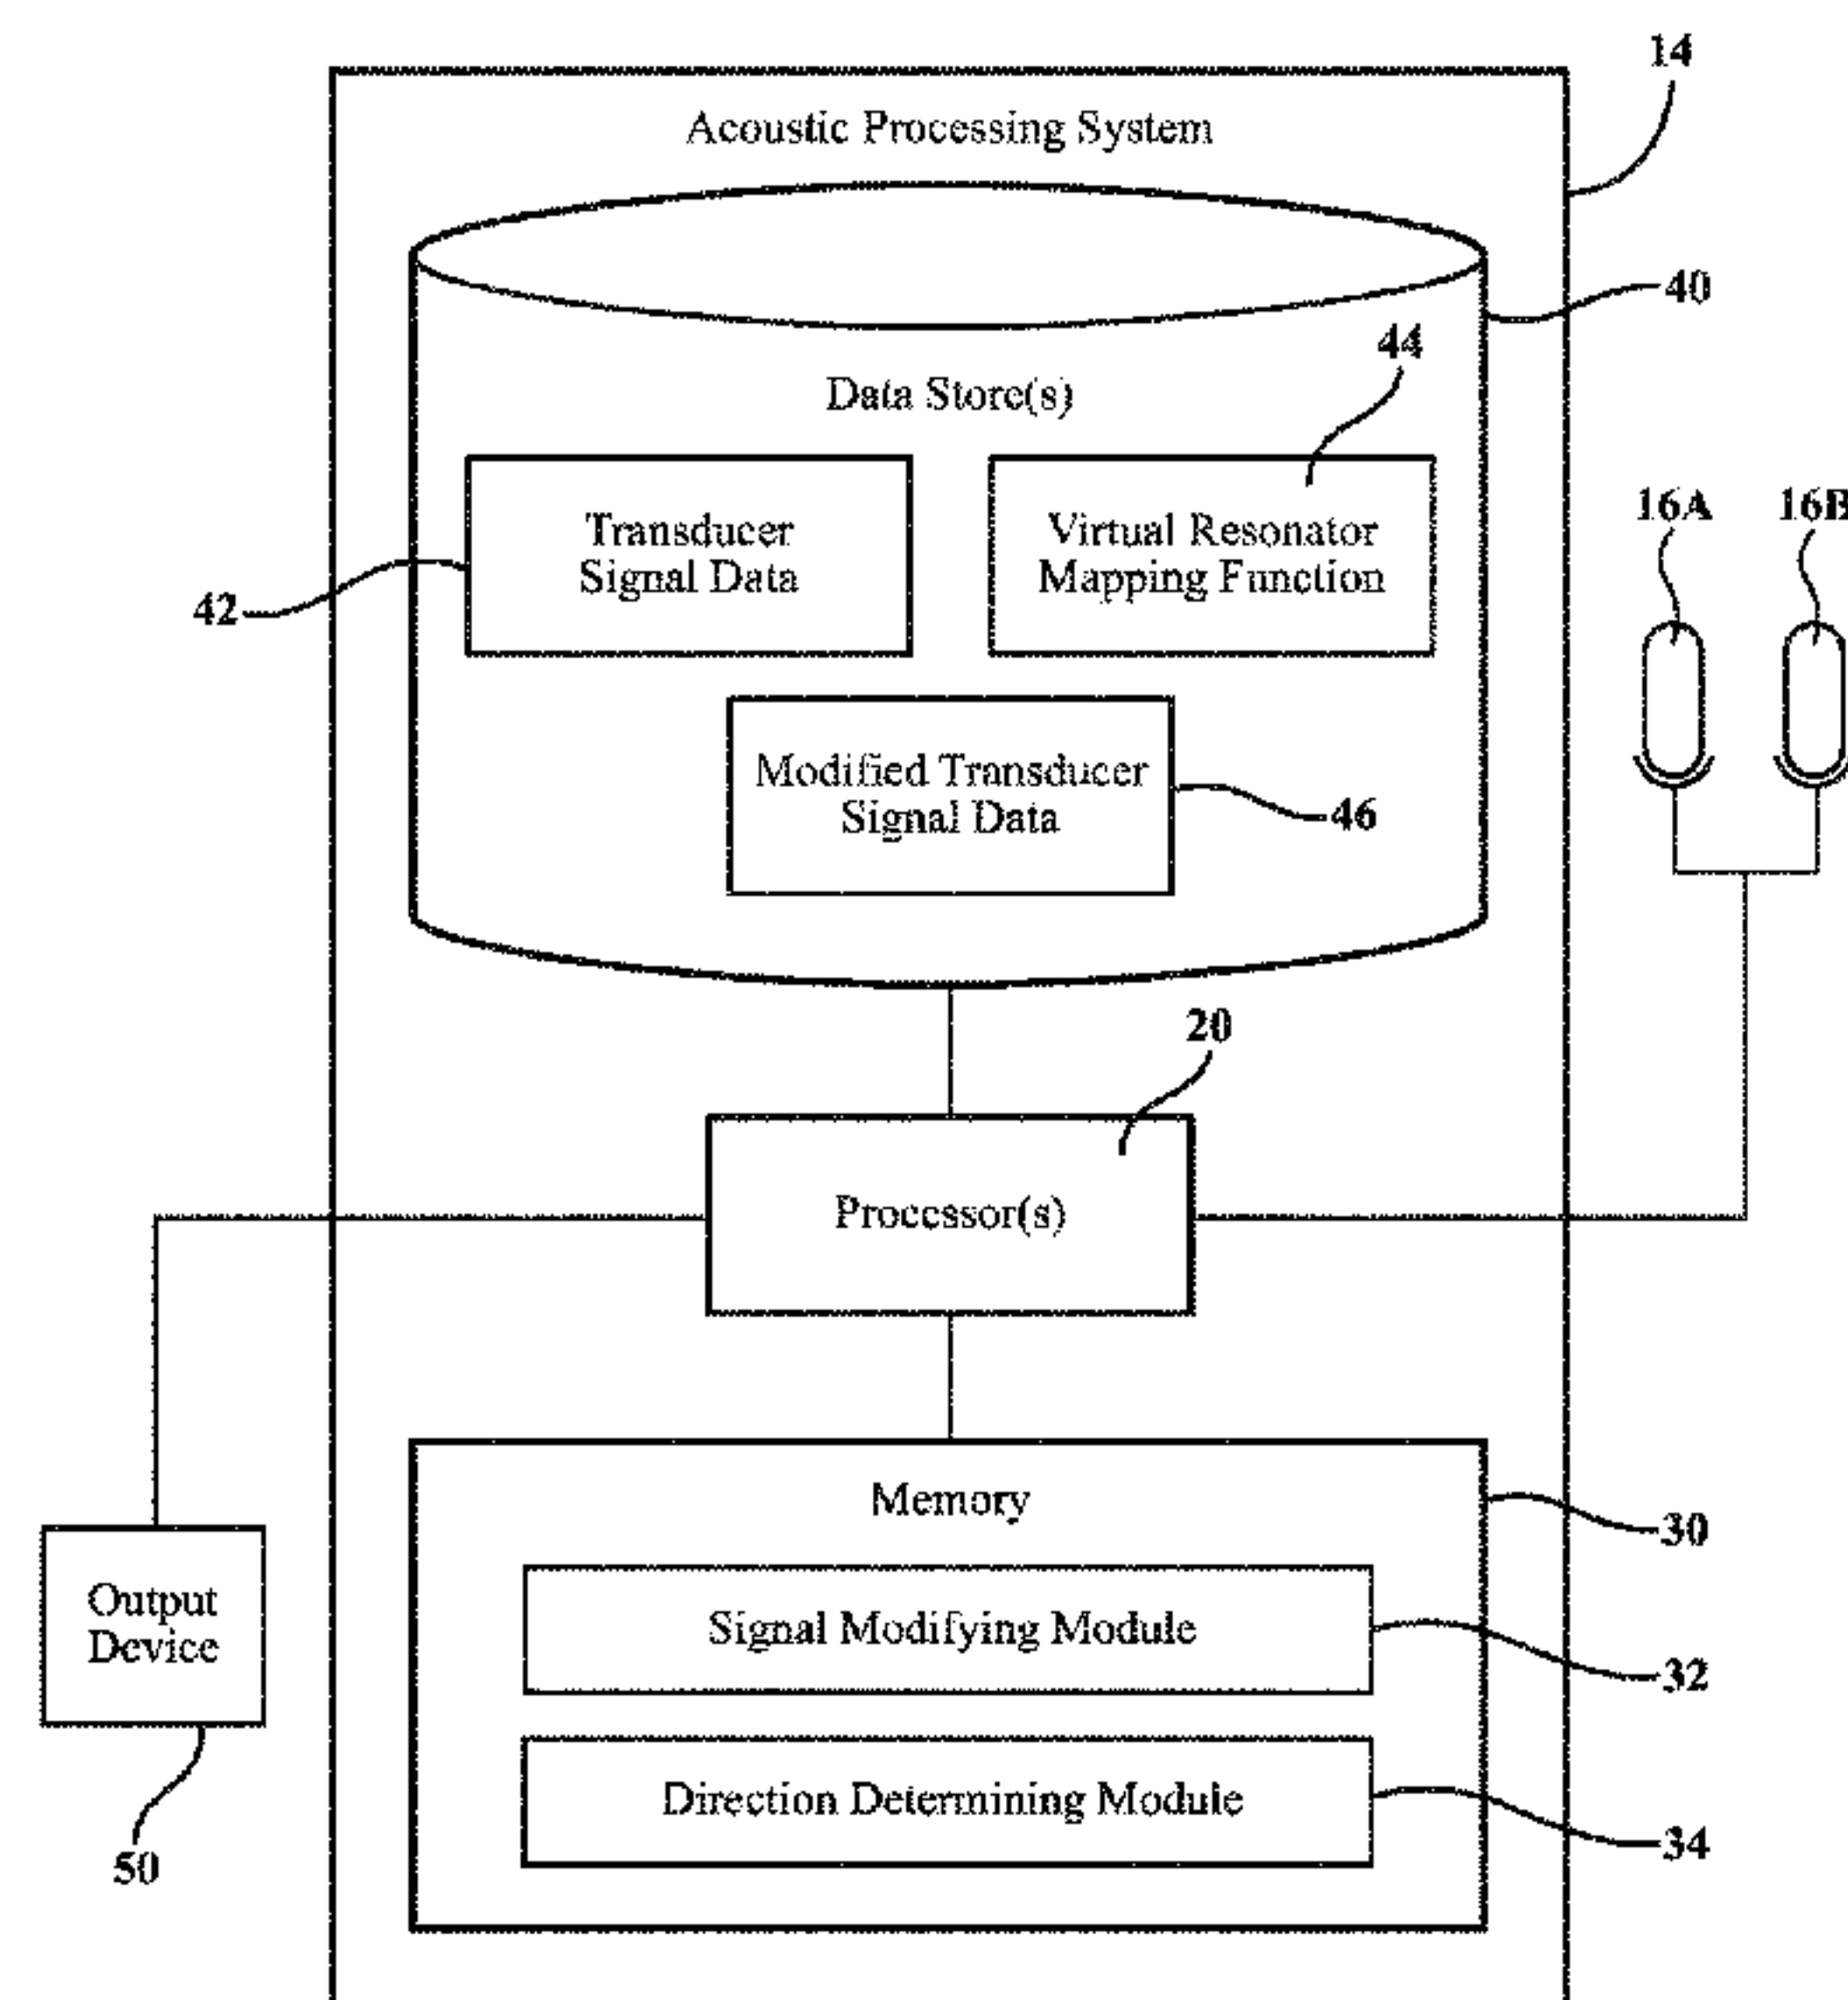 14
Acoustic Processing System
40
44
Data Store(s)
16A
16B
Transducer
Signal Data
Virtual Resonator
Mapping Function
42
Modified Transducer
Signal Data
46
20
Processor(s)
Memory
30
Output
Device
Signal Modifying Module
32
Direction Determining Module
34
50